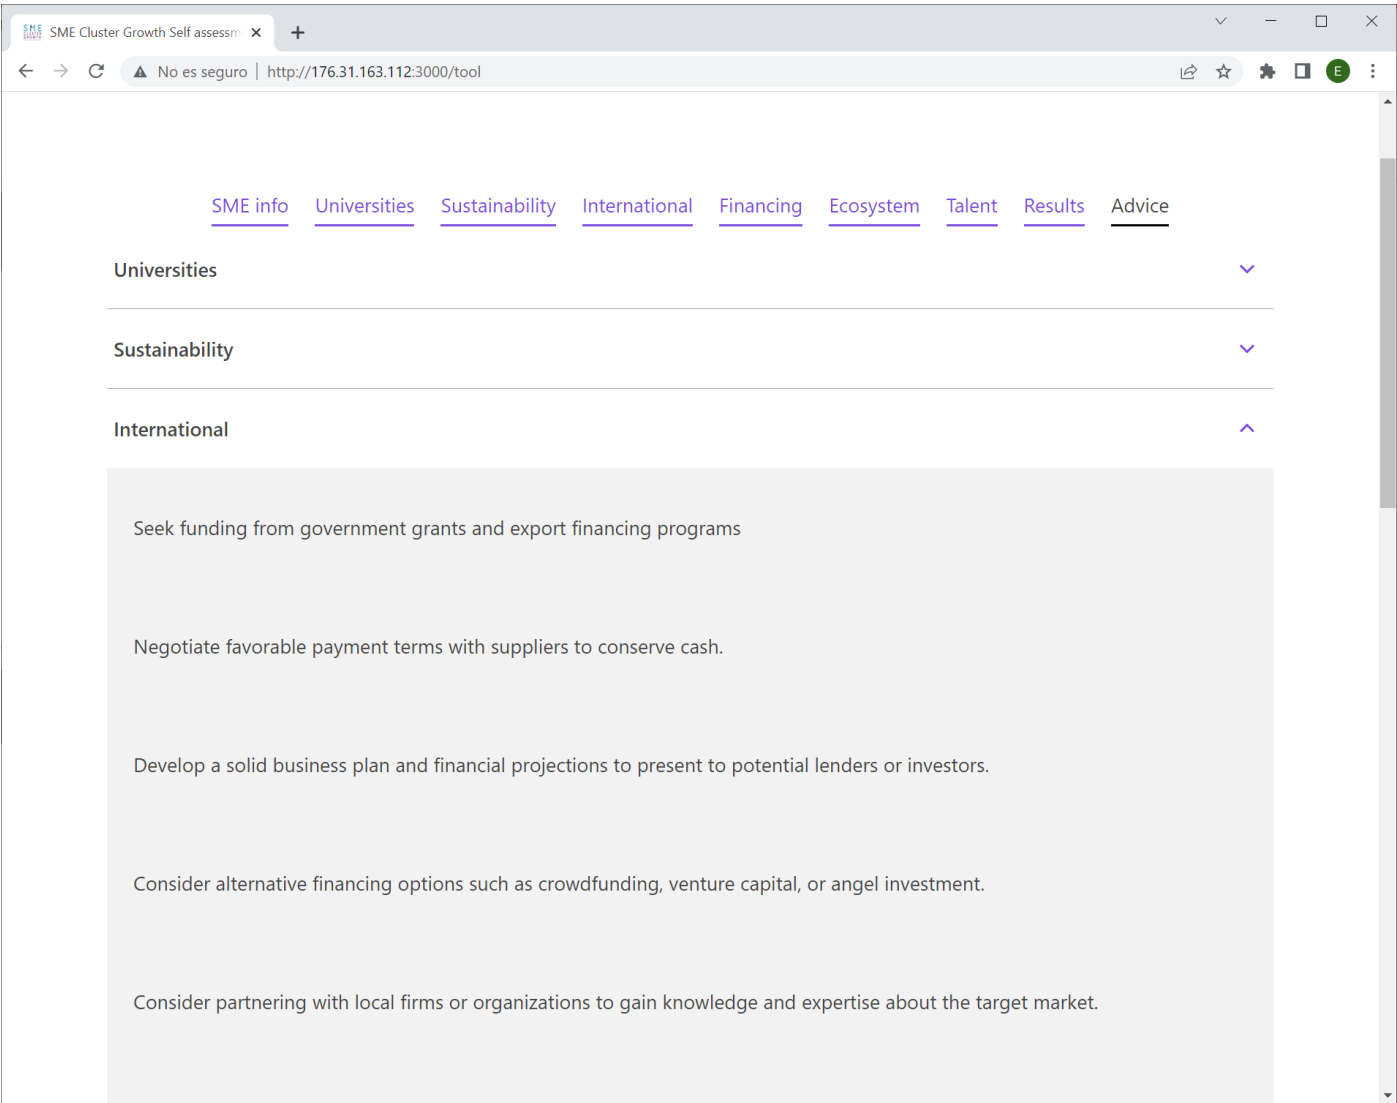 SME Cluster Growth Self assessm
No es seguro
http://176.31.163.112:3000/tool
E
SME info Universities Sustainability International Financing Ecosystem Talent Results Advice
Universities
Sustainability
International
Seek funding from government grants and export financing programs
Negotiate favorable payment terms with suppliers to conserve cash.
Develop a solid business plan and financial projections to present to potential lenders or investors.
Consider alternative financing options such as crowdfunding, venture capital, or angel investment.
Consider partnering with local firms or organizations to gain knowledge and expertise about the target market.